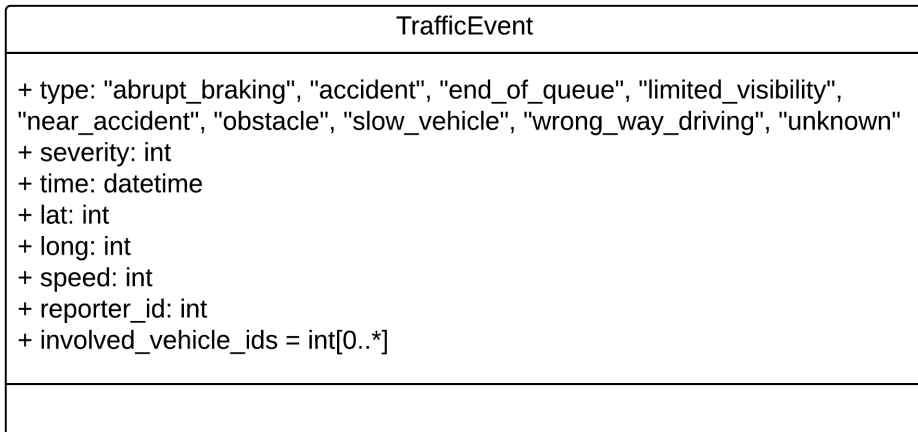 TrafficEvent
+ type: "abrupt_braking", "accident", "end_of_queue", "limited_visibility",
"near_accident", "obstacle", "slow_vehicle", "wrong_way_driving", "unknown"
+ severity: int
+ time: datetime
+ lat: int
+ long: int
+ speed: int
+ reporter_id: int
+ involved_vehicle_ids = int[0..*]